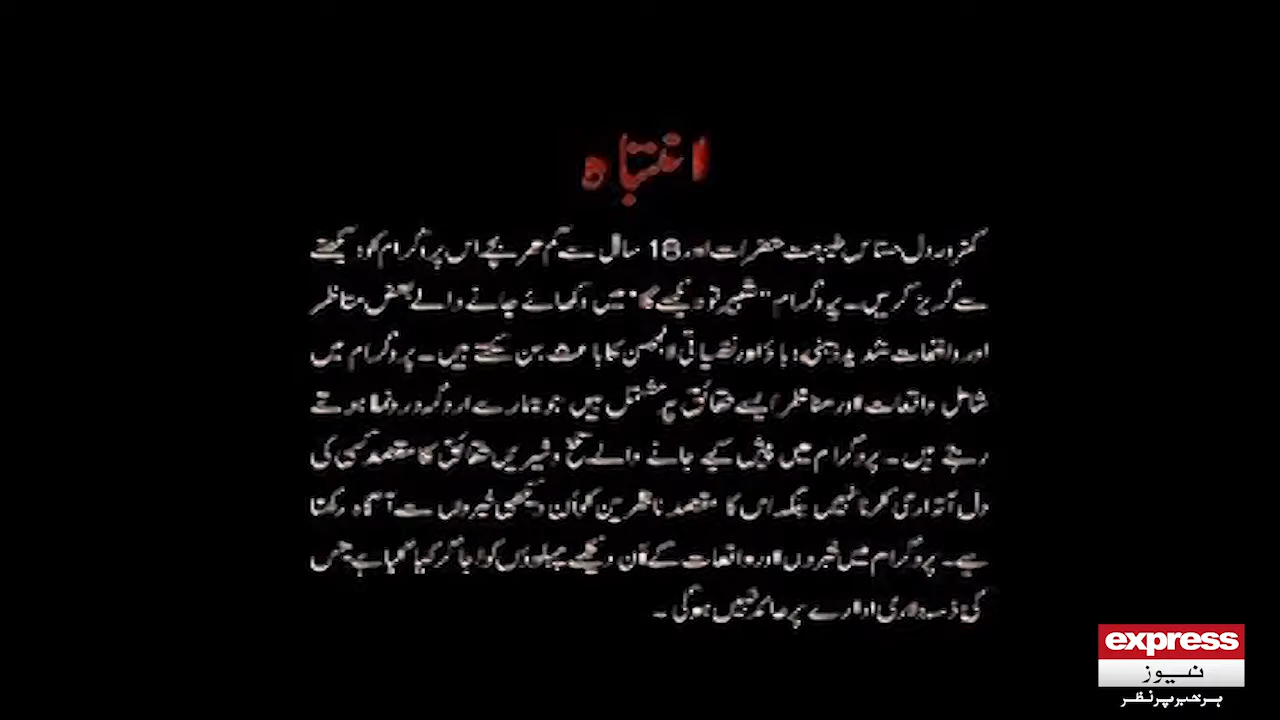 انتباہ
کمزور دل حساس طبیعت حضرات اور 18 سال سے کم عمر بچے اس پروگرام کو دیکھنے
سے گریز کریں۔ پروگرام "شبیر تو دیکھے گا" میں دکھائے جانے والے بعض مناظر
اور واقعات شدید ذہنی دباؤ اور نفسیاتی الجھن کا باعث بن سکتے ہیں۔ پروگرام میں
شامل واقعات اور مناظر ایسے حقائق پر مشتمل ہیں جو ہمارے ارد گرد رونما ہوتے
رہتے ہیں۔ پروگرام میں پیش کیے جانے والے تلخ و شیریں حقائق کا مقصد کسی کی
دل آزاری کرنا نہیں بلکہ اس کا مقصد ناظرین کو ان دیکھی خبروں سے آگاہ رکھنا
ہے۔ پروگرام میں خبروں اور واقعات کے ان دیکھے پہلوؤں کو اجاگر کیا گیا ہے جس
کی ذمہ داری ادارے پر عائد نہیں ہوگی۔
express
نیوز
ہر خبر پر نظر